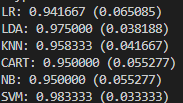 LR: 0.941667 (0.065085)
LDA: 0.975000 (0.038188)
KNN: 0.958333 (0.041667)
CART: 0.950000 (0.055277)
NB: 0.950000 (0.055277)
SVM: 0.983333 (0.033333)